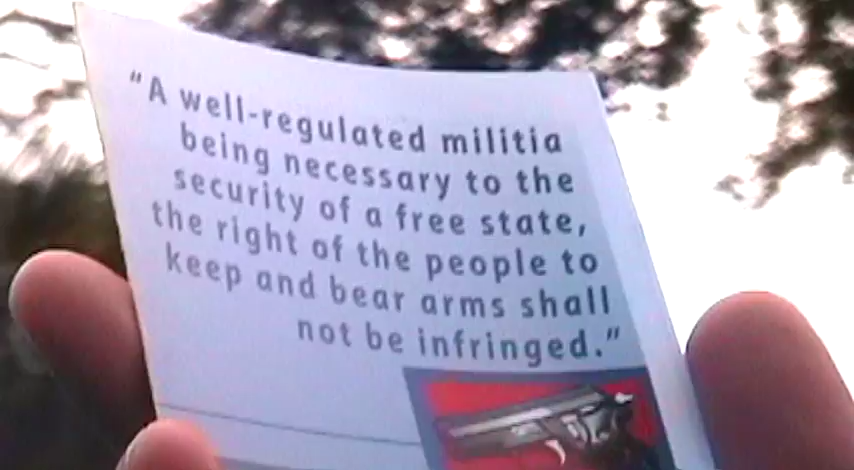 "A well-regulated militia
being necessary to the
security of a free state,
the right of the people to
keep and bear arms shall
not be infringed."